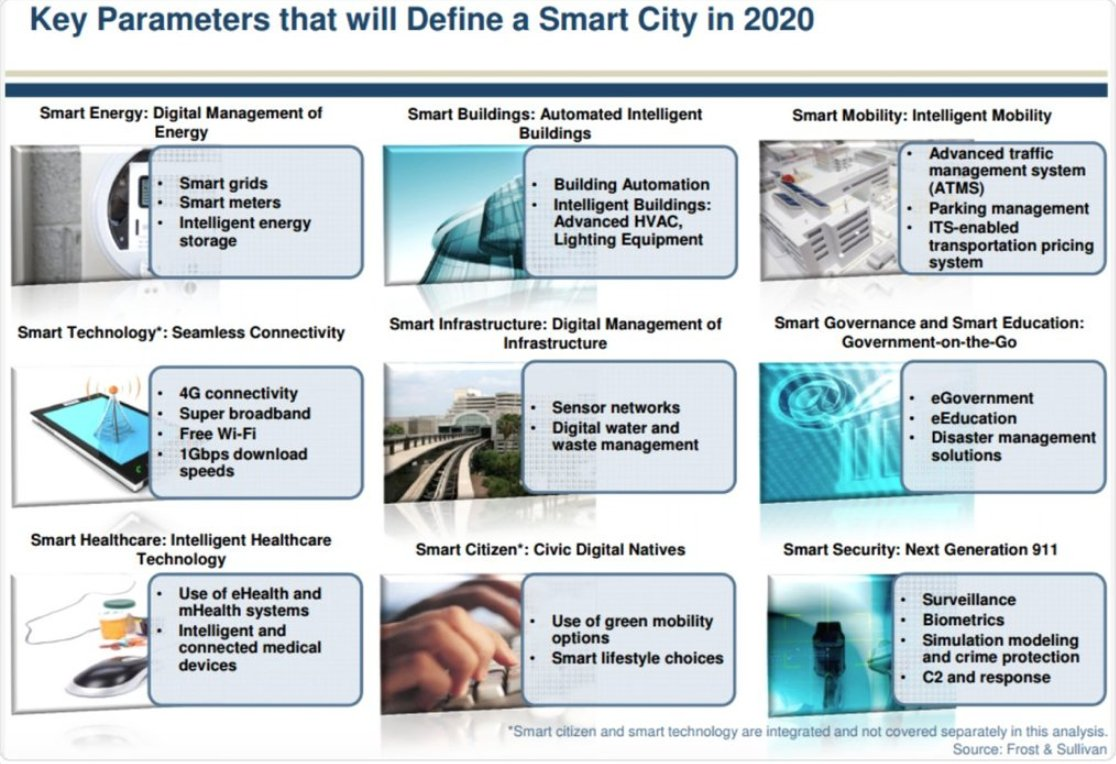 Key Parameters that will Define a Smart City in 2020
Smart Energy: Digital Management of
Energy
• Smart grids
• Smart meters
• Intelligent energy
storage
Smart Buildings: Automated Intelligent
Buildings
• Building Automation
• Intelligent Buildings:
Advanced HVAC,
Lighting Equipment
Smart Mobility: Intelligent Mobility
• Advanced traffic
management system
(ATMS)
• Parking management
• ITS-enabled
transportation pricing
system
Smart Technology*: Seamless Connectivity
• 4G connectivity
• Super broadband
• Free Wi-Fi
• 1Gbps download
speeds
Smart Infrastructure: Digital Management of
Infrastructure
• Sensor networks
• Digital water and
waste management
Smart Governance and Smart Education:
Government-on-the-Go
• eGovernment
• eEducation
• Disaster management
solutions
Smart Healthcare: Intelligent Healthcare
Technology
• Use of eHealth and
mHealth systems
• Intelligent and
connected medical
devices
Smart Citizen*: Civic Digital Natives
• Use of green mobility
options
• Smart lifestyle choices
Smart Security: Next Generation 911
• Surveillance
• Biometrics
• Simulation modeling
and crime protection
• C2 and response
*Smart citizen and smart technology are integrated and not covered separately in this analysis.
Source: Frost & Sullivan